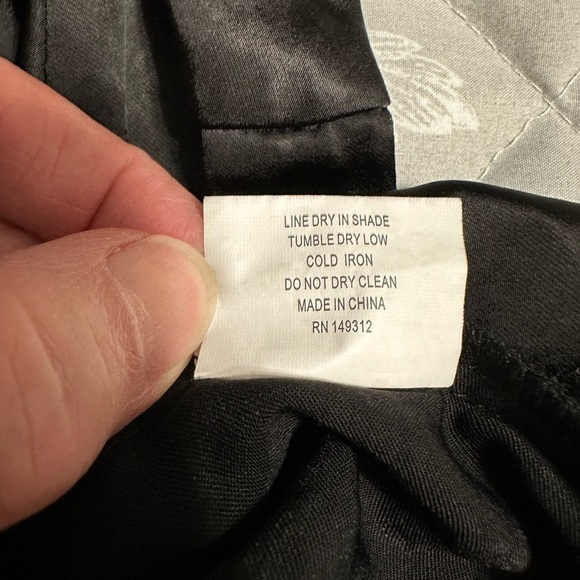 LINE DRY IN SHADE
TUMBLE DRY LOW
COLD IRON
DO NOT DRY CLEAN
MADE IN CHINA
RN 149312